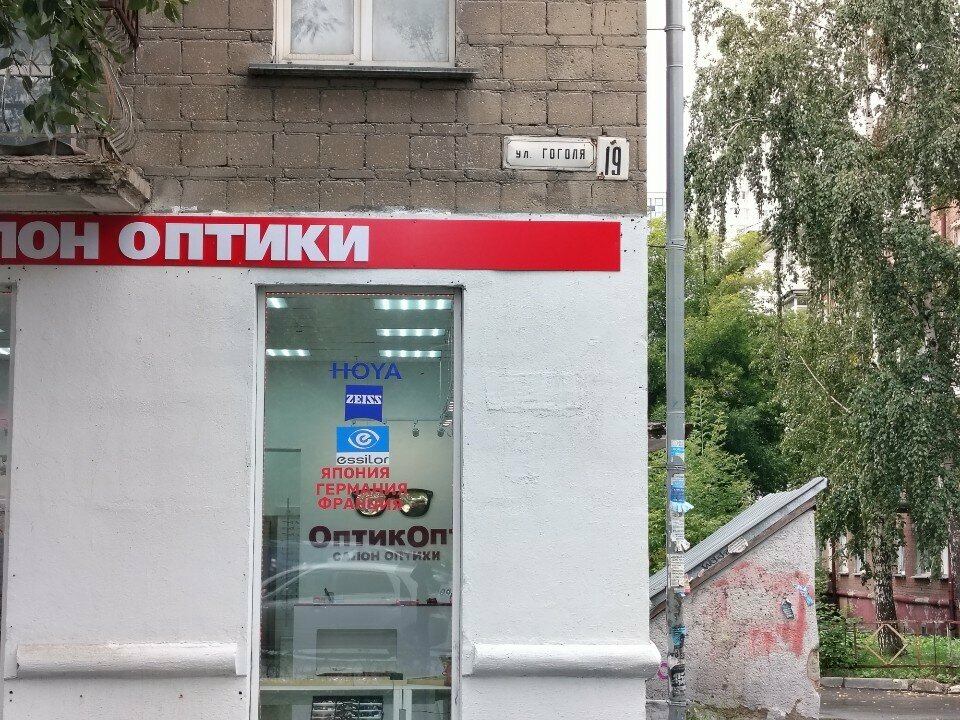 ул. ГОГОЛЯ 19
ЛОН ОПТИКИ
HOYA
ZEISS
essilor
ЯПОНИЯ
ГЕРМАНИЯ
ФРАНЦИЯ
ОптикОпт
САЛОН ОПТИКИ